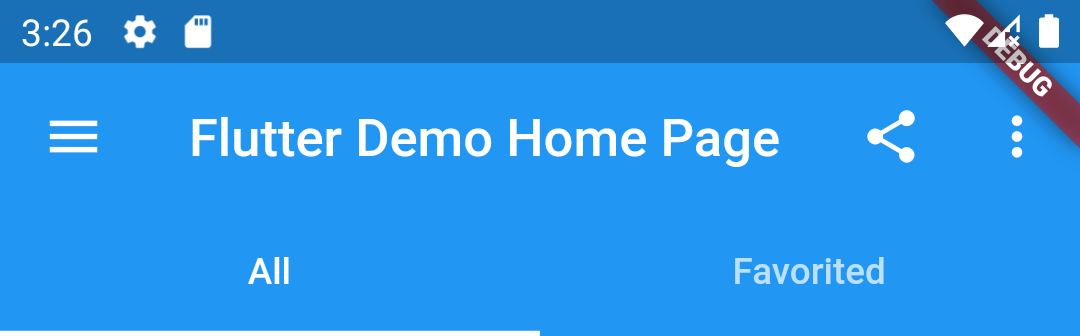 3:26
DEBUG
Flutter Demo Home Page
All
Favorited